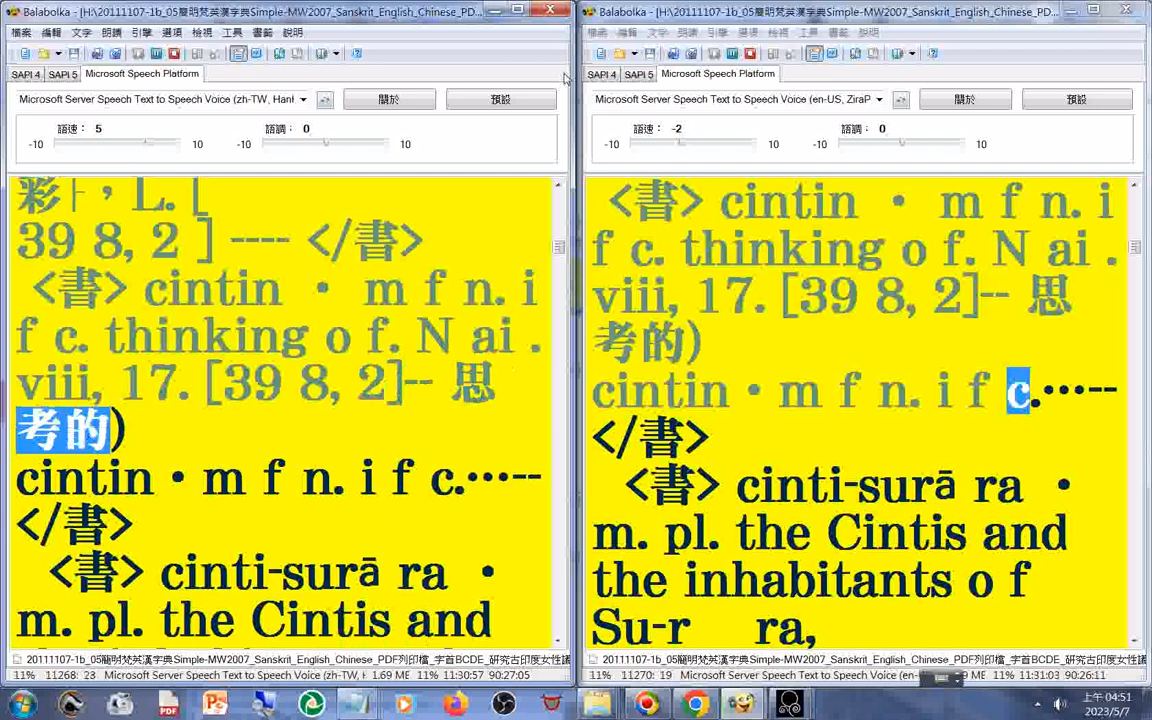 Balabolka - [H:\20111107-1b_05簡明梵英漢字典Simple-MW2007_Sanskrit_English_Chinese_PD...
檔案 編輯 文字 朗讀 引擎 選項 檢視 工具 書籤 說明
SAPI 4 SAPI 5 Microsoft Speech Platform
Microsoft Server Speech Text to Speech Voice (zh-TW, Hanl
關於 預設
語速： 5 語調： 0
-10 10 -10 10
彩ㅏ，L. [
39 8, 2 ] ---- </書>
<書> cintin • m f n. i
f c. thinking o f. N ai .
viii, 17. [39 8, 2]-- 思
考的)
cintin • m f n. i f c.…--
</書>
<書> cinti-surā ra •
m. pl. the Cintis and
20111107-1b_05簡明梵英漢字典Simple-MW2007_Sanskrit_English_Chinese_PDF列印檔_字首BCDE_研究古印度女性議
11% 11268: 23 Microsoft Server Speech Text to Speech Voice (zh-TW, H 1.69 ME 11% 11:30:57 90:27:05
Balabolka - [H:\20111107-1b_05簡明梵英漢字典Simple-MW2007_Sanskrit_English_Chinese_PDF...
檔案 編輯 文字 朗讀 引擎 選項 檢視 工具 書籤 說明
SAPI 4 SAPI 5 Microsoft Speech Platform
Microsoft Server Speech Text to Speech Voice (en-US, ZiraP
關於 預設
語速： -2 語調： 0
-10 10 -10 10
<書> cintin • m f n. i
f c. thinking o f. N ai .
viii, 17. [39 8, 2]-- 思
考的)
cintin • m f n. i f c.…--
</書>
<書> cinti-surā ra •
m. pl. the Cintis and
the inhabitants o f
Su-r ra,
20111107-1b_05簡明梵英漢字典Simple-MW2007_Sanskrit_English_Chinese_PDF列印檔_字首BCDE_研究古印度女性議
11% 11270: 19 Microsoft Server Speech Text to Speech Voice (en- ME 11% 11:31:03 90:26:11
上午 04:51
2023/5/7